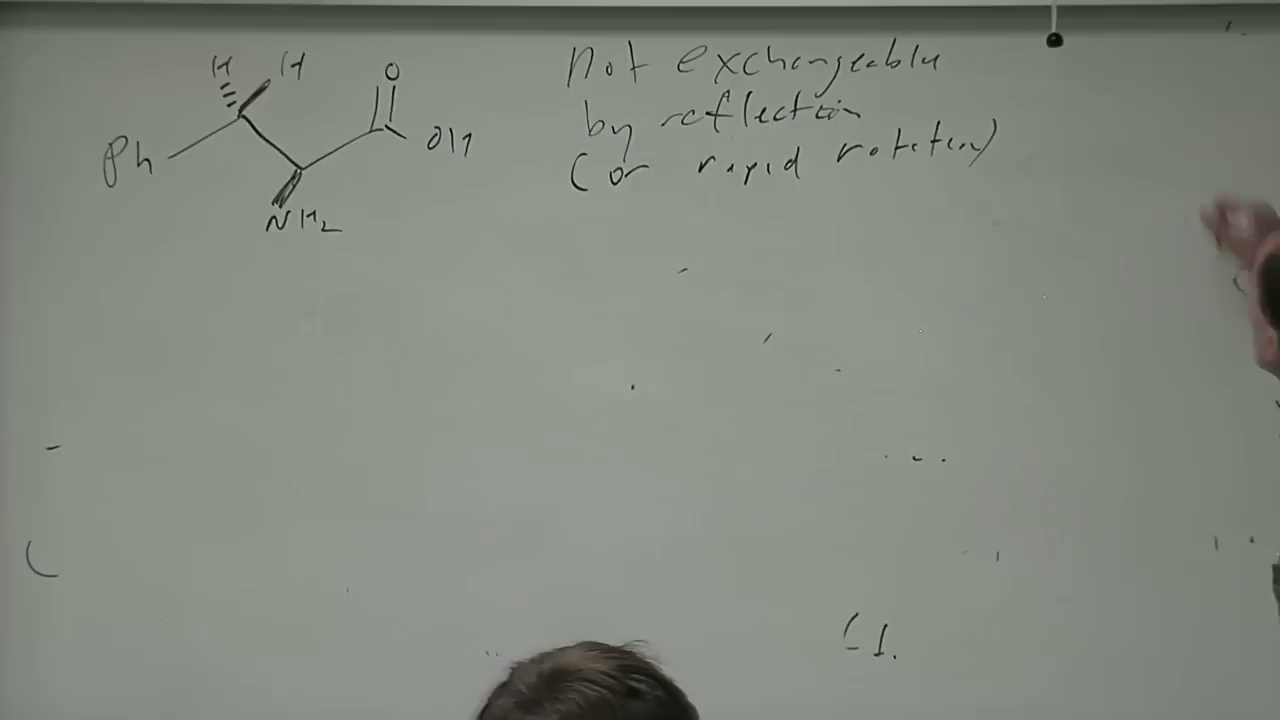 H H O
Ph OH
NH2
Not exchangeable
by reflection
(or rapid rotation)